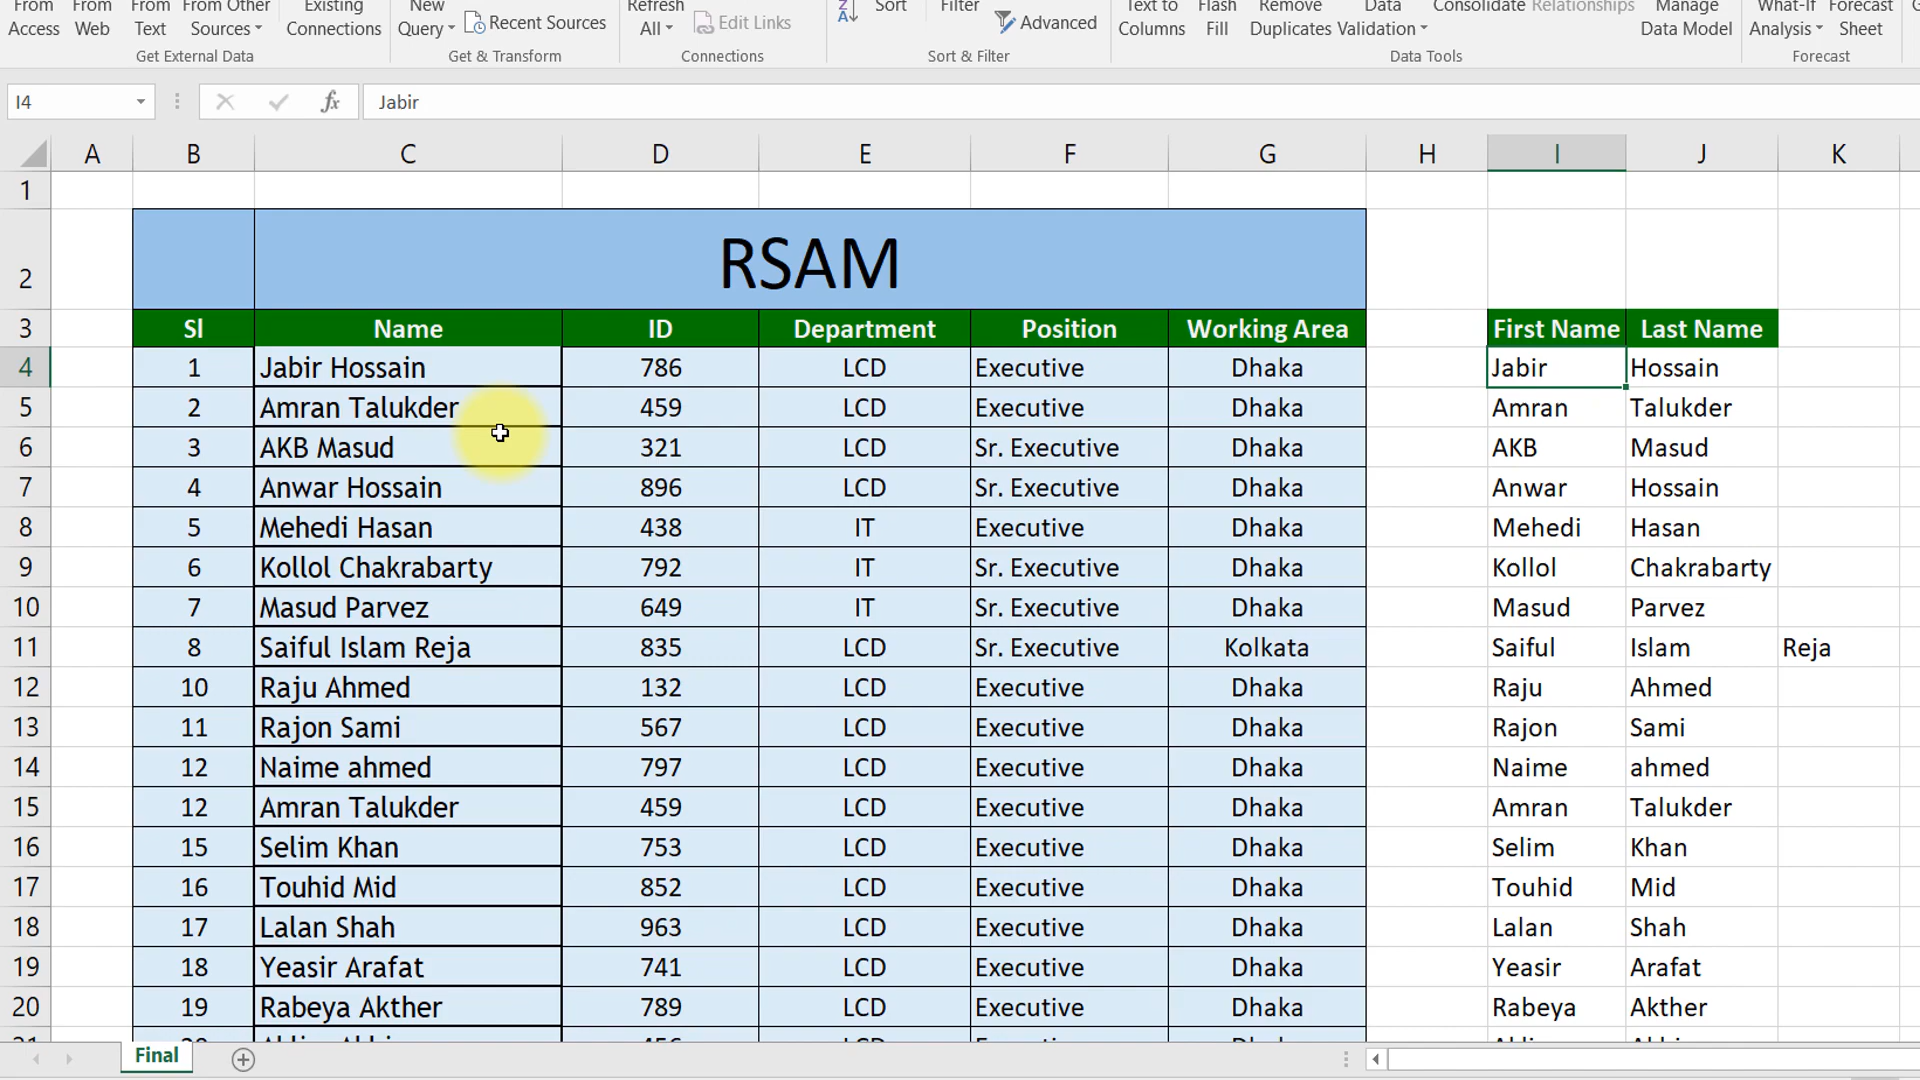 From From From From Other Existing New Refresh Sort Filter Text to Flash Remove Data Consolidate Relationships Manage What-If Forecast
Access Web Text Sources Connections Query Recent Sources All Edit Links Advanced Columns Fill Duplicates Validation Data Model Analysis Sheet
Get External Data Get & Transform Connections Sort & Filter Data Tools Forecast
I4 fx Jabir
A B C D E F G H I J K
1
2 RSAM
3 Sl Name ID Department Position Working Area First Name Last Name
4 1 Jabir Hossain 786 LCD Executive Dhaka Jabir Hossain
5 2 Amran Talukder 459 LCD Executive Dhaka Amran Talukder
6 3 AKB Masud 321 LCD Sr. Executive Dhaka AKB Masud
7 4 Anwar Hossain 896 LCD Sr. Executive Dhaka Anwar Hossain
8 5 Mehedi Hasan 438 IT Executive Dhaka Mehedi Hasan
9 6 Kollol Chakrabarty 792 IT Sr. Executive Dhaka Kollol Chakrabarty
10 7 Masud Parvez 649 IT Sr. Executive Dhaka Masud Parvez
11 8 Saiful Islam Reja 835 LCD Sr. Executive Kolkata Saiful Islam Reja
12 10 Raju Ahmed 132 LCD Executive Dhaka Raju Ahmed
13 11 Rajon Sami 567 LCD Executive Dhaka Rajon Sami
14 12 Naime ahmed 797 LCD Executive Dhaka Naime ahmed
15 12 Amran Talukder 459 LCD Executive Dhaka Amran Talukder
16 15 Selim Khan 753 LCD Executive Dhaka Selim Khan
17 16 Touhid Mid 852 LCD Executive Dhaka Touhid Mid
18 17 Lalan Shah 963 LCD Executive Dhaka Lalan Shah
19 18 Yeasir Arafat 741 LCD Executive Dhaka Yeasir Arafat
20 19 Rabeya Akther 789 LCD Executive Dhaka Rabeya Akther
Final